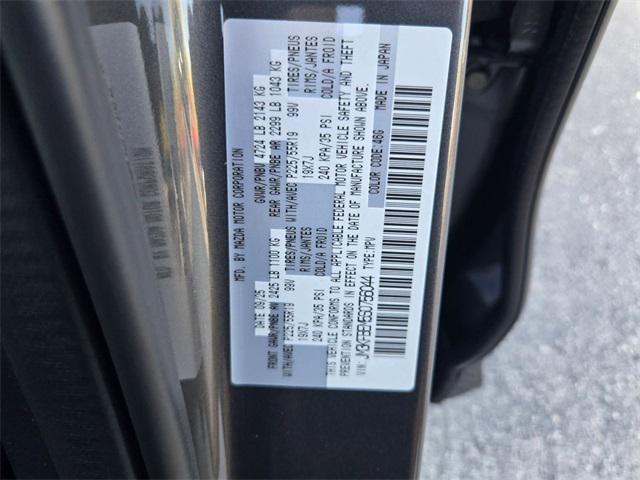 MFD. BY MAZDA MOTOR CORPORATION
DATE 09/25 GVWR/PNBV 4724 LB 2143 KG
FRONT GAWR/PNBE AV 2425 LB 1100 KG REAR GAWR/PNBE AR 2299 LB 1043 KG
WITH/AVEC P225/55R19 99V TIRES/PNEUS WITH/AVEC P225/55R19 99V TIRES/PNEUS
19X7J RIMS/JANTES 19X7J RIMS/JANTES
240 KPA/35 PSI COLD/A FROID 240 KPA/35 PSI COLD/A FROID
THIS VEHICLE CONFORMS TO ALL APPLICABLE FEDERAL MOTOR VEHICLE SAFETY AND THEFT
PREVENTION STANDARDS IN EFFECT ON THE DATE OF MANUFACTURE SHOWN ABOVE.
COLOR CODE:46G MADE IN JAPAN
VIN: TYPE:MPV